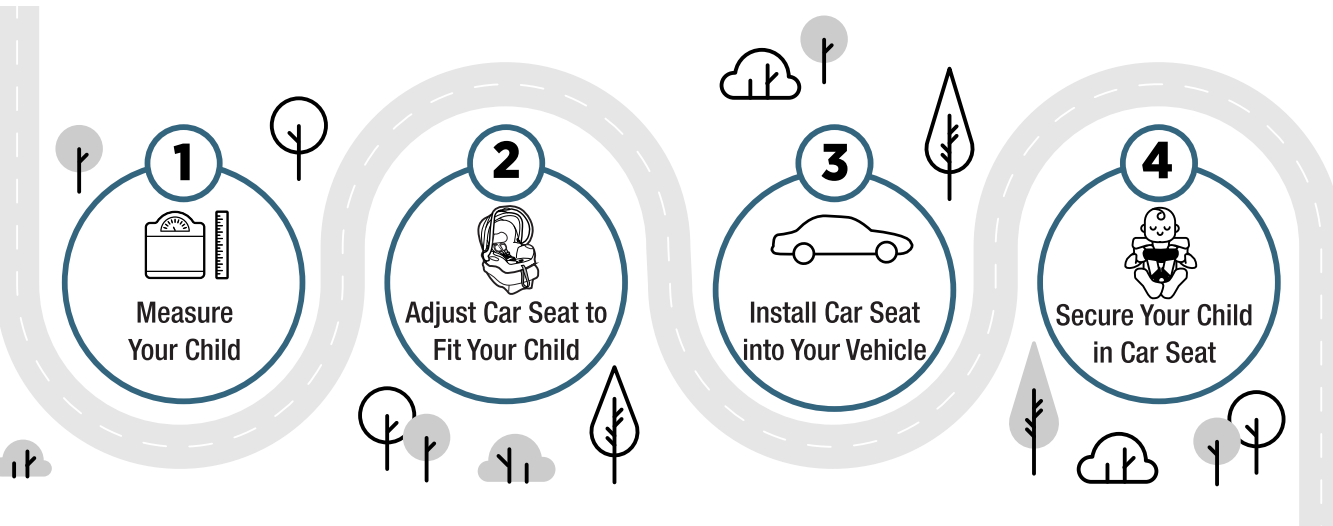 1
Measure
Your Child
2
Adjust Car Seat to
Fit Your Child
3
Install Car Seat
into Your Vehicle
4
Secure Your Child
in Car Seat